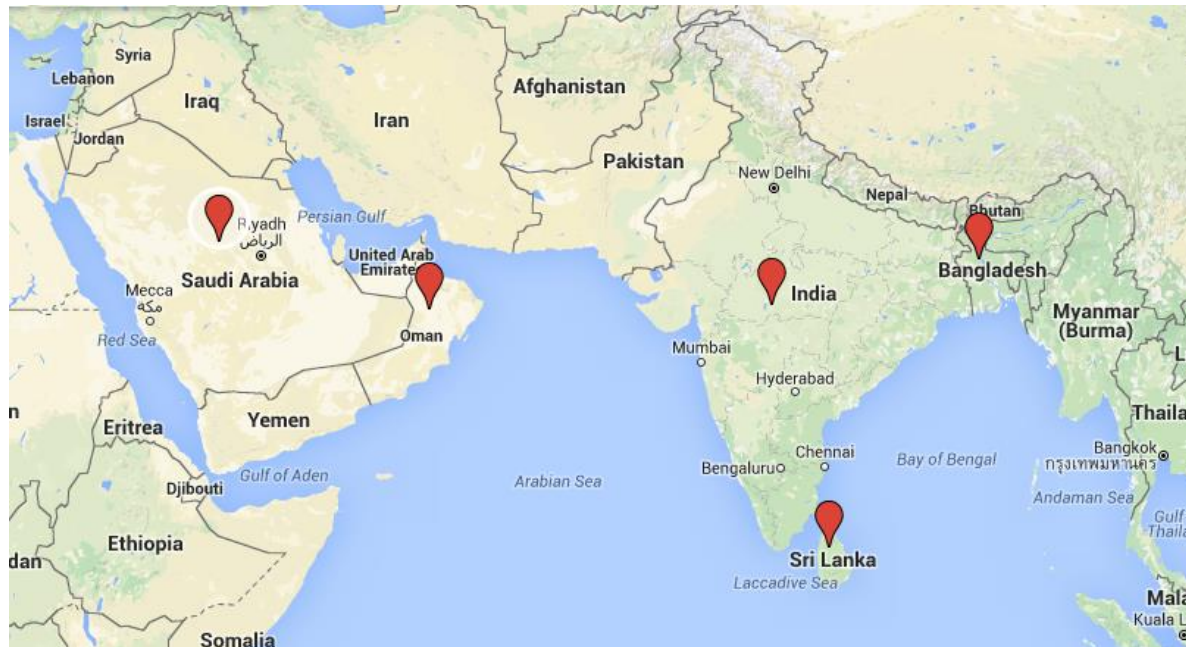 Syria
Lebanon
Afghanistan
Iraq
Israel
Iran
Jordan
Pakistan
New Delhi
Nepal
Bhutan
Persian Gulf
Riyadh
الرياض
United Arab
Emirates
Bangladesh
Saudi Arabia
India
Mecca
مكة
Myanmar
(Burma)
Oman
Red Sea
Mumbai
Hyderabad
Yemen
Eritrea
Thaila
Chennai
Bangkok
กรุงเทพมหานคร
Bay of Bengal
Bengaluru
Gulf of Aden
Arabian Sea
Djibouti
Andaman Sea
Gulf
Thaila
Ethiopia
dan
Sri Lanka
Laccadive Sea
Mala
Kuala L
Somalia